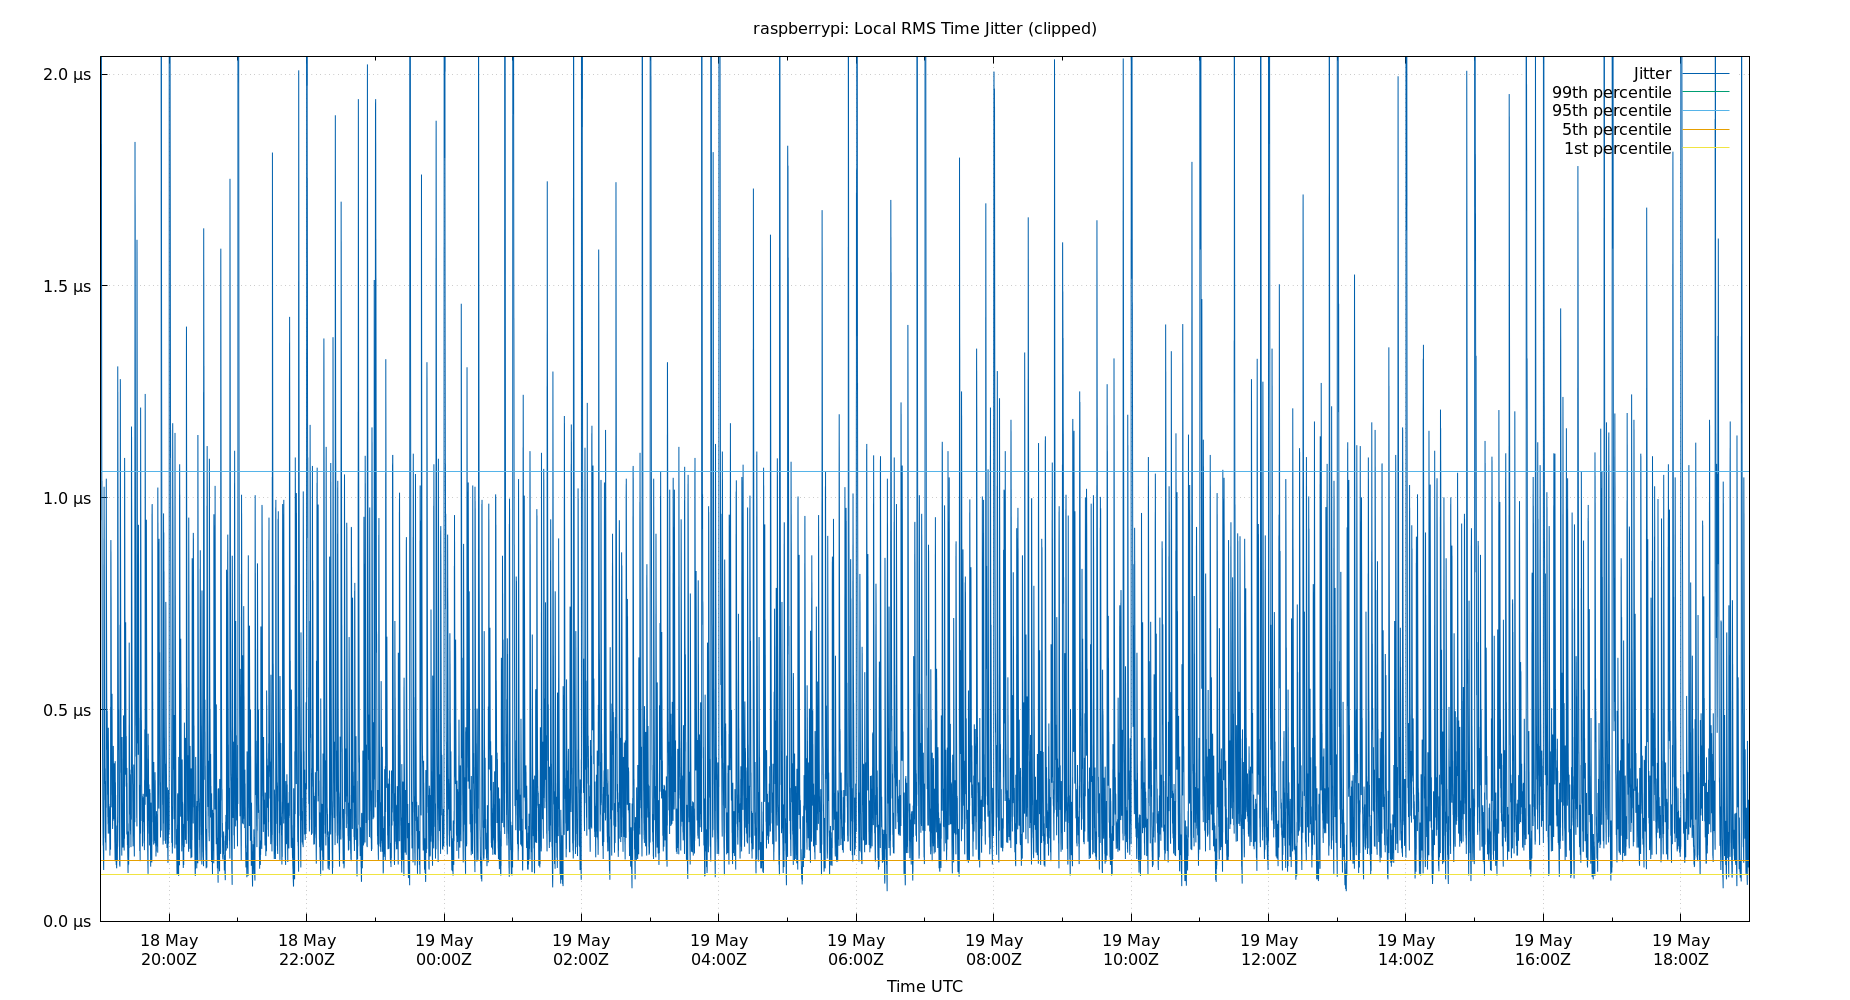 raspberrypi: Local RMS Time Jitter (clipped)
2.0 µs
1.5 µs
1.0 µs
0.5 µs
0.0 µs
Jitter
99th percentile
95th percentile
5th percentile
1st percentile
18 May 18 May 19 May 19 May 19 May 19 May 19 May 19 May 19 May 19 May 19 May 19 May
20:00Z 22:00Z 00:00Z 02:00Z 04:00Z 06:00Z 08:00Z 10:00Z 12:00Z 14:00Z 16:00Z 18:00Z
Time UTC